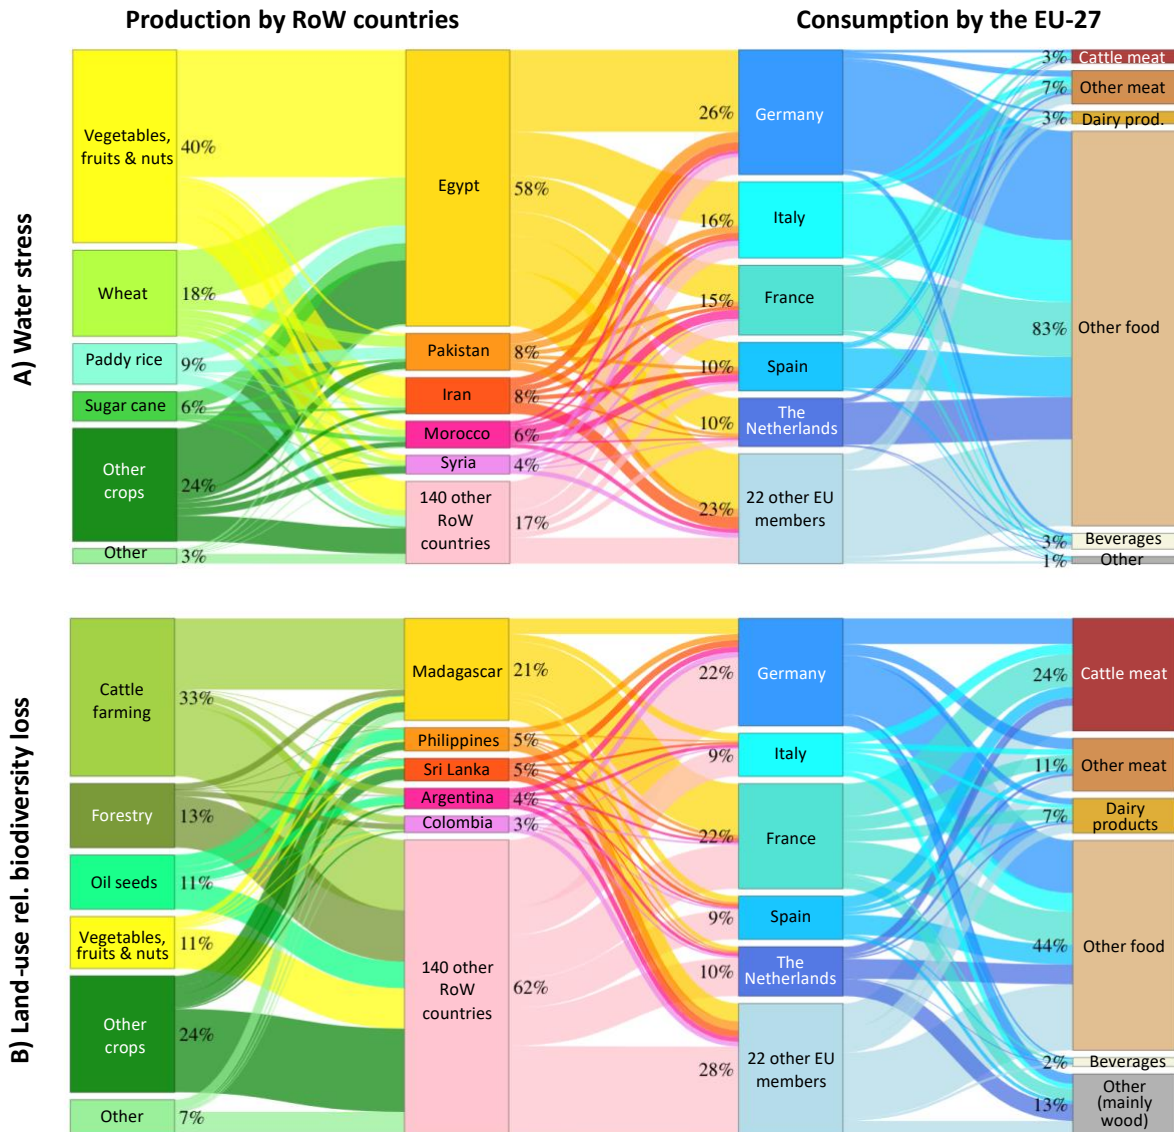 Production by RoW countries
Consumption by the EU-27
A) Water stress
Vegetables,
fruits & nuts
40%
Wheat
18%
Paddy rice
9%
Sugar cane
6%
Other
crops
24%
Other
3%
Egypt
58%
Pakistan
8%
Iran
8%
Morocco
6%
Syria
4%
140 other
RoW
countries
17%
26%
Germany
16%
Italy
15%
France
10%
Spain
10%
The
Netherlands
23%
22 other EU
members
3%
Cattle meat
7%
Other meat
3%
Dairy prod.
83%
Other food
3%
Beverages
1%
Other
B) Land-use rel. biodiversity loss
Cattle
farming
33%
Forestry
13%
Oil seeds
11%
Vegetables,
fruits & nuts
11%
Other
crops
24%
Other
7%
Madagascar
21%
Philippines
5%
Sri Lanka
5%
Argentina
4%
Colombia
3%
140 other
RoW
countries
62%
22%
Germany
9%
Italy
22%
France
9%
Spain
10%
The
Netherlands
28%
22 other EU
members
24%
Cattle meat
11%
Other meat
7%
Dairy
products
44%
Other food
2%
Beverages
13%
Other
(mainly
wood)